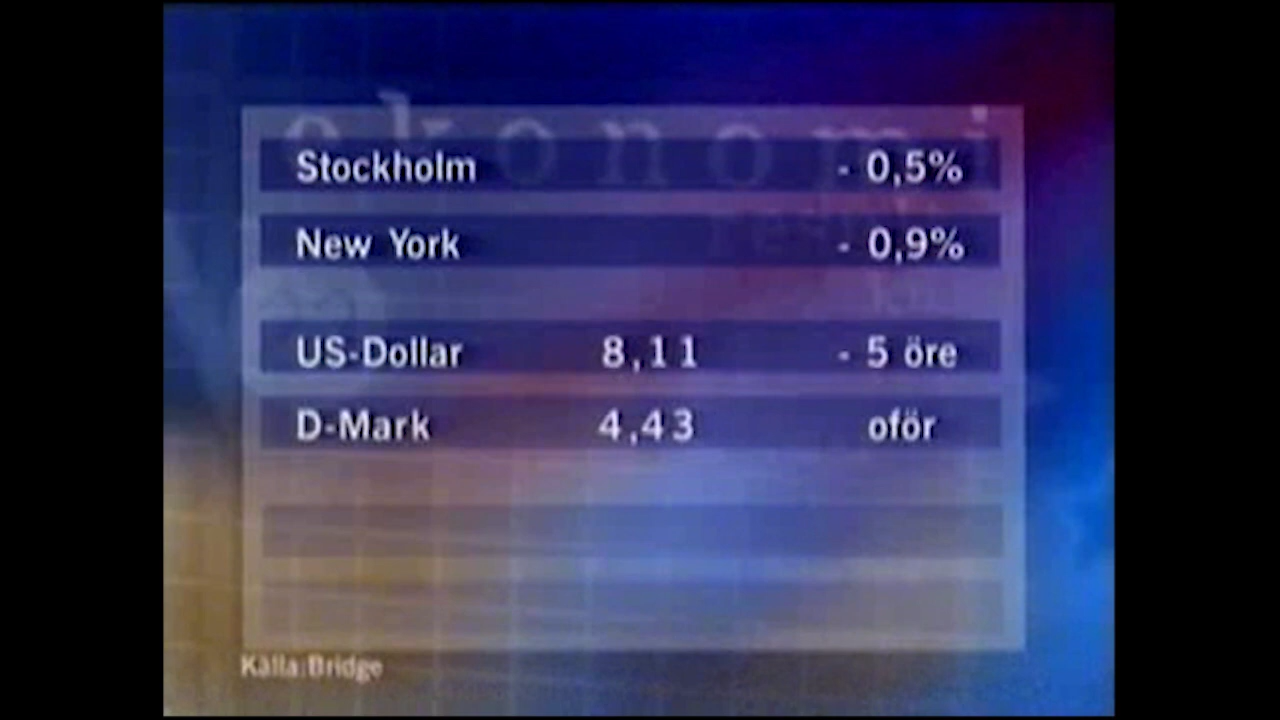 ekonomi
Stockholm - 0,5%
New York - 0,9%
US-Dollar 8,11 - 5 öre
D-Mark 4,43 oför
Källa:Bridge